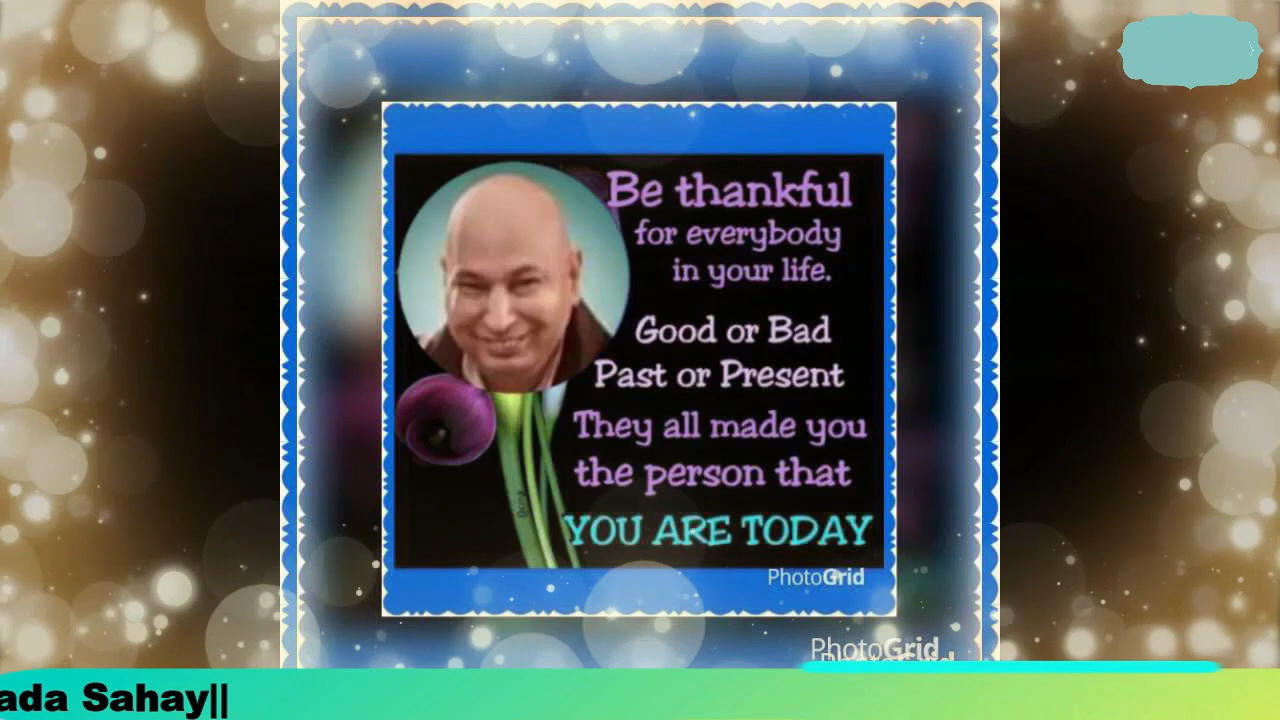 Be thankful
for everybody
in your life.
Good or Bad
Past or Present
They all made you
the person that
YOU ARE TODAY
PhotoGrid
PhotoGrid
ada Sahay||